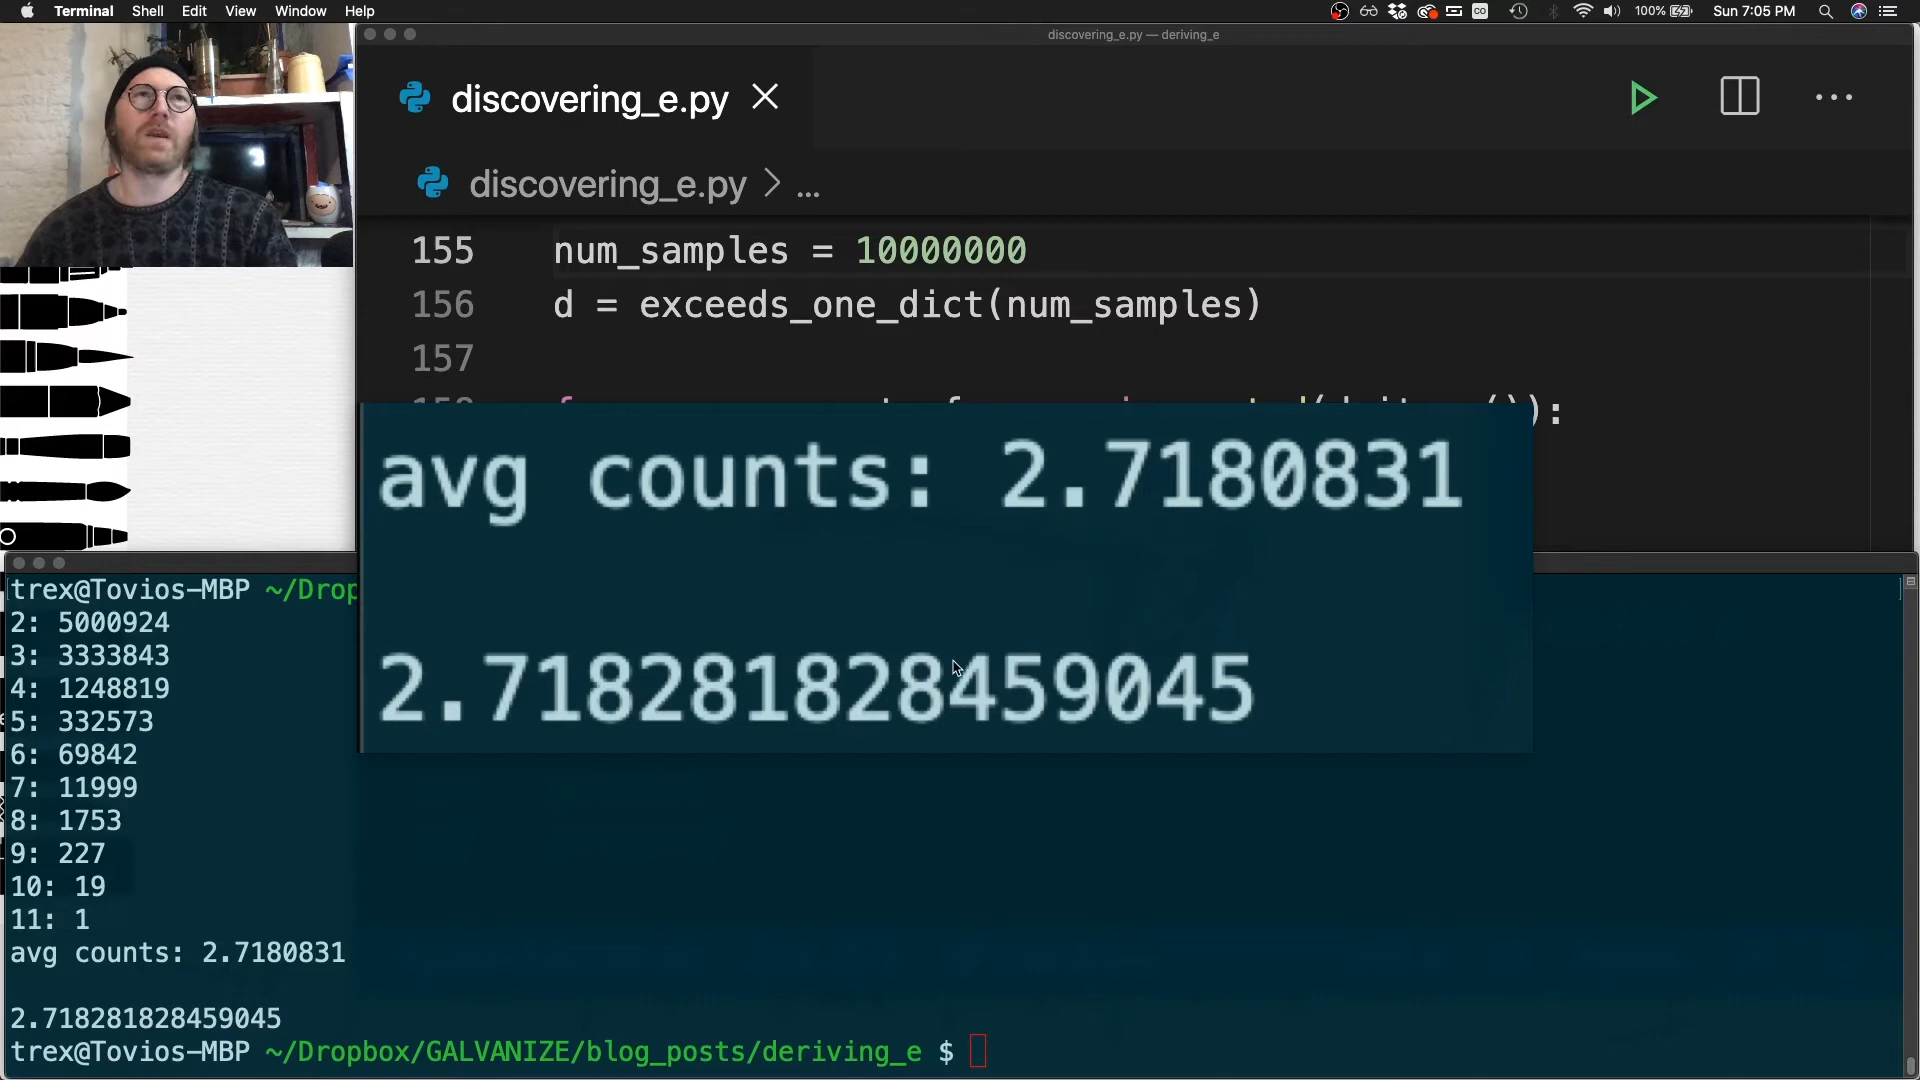 Terminal Shell Edit View Window Help
100% Sun 7:05 PM
discovering_e.py — deriving_e
discovering_e.py
discovering_e.py > ...
155 num_samples = 10000000
156 d = exceeds_one_dict(num_samples)
157
avg counts: 2.7180831
2.718281828459045
trex@Tovios-MBP ~/Drop
2: 5000924
3: 3333843
4: 1248819
5: 332573
6: 69842
7: 11999
8: 1753
9: 227
10: 19
11: 1
avg counts: 2.7180831
2.718281828459045
trex@Tovios-MBP ~/Dropbox/GALVANIZE/blog_posts/deriving_e $